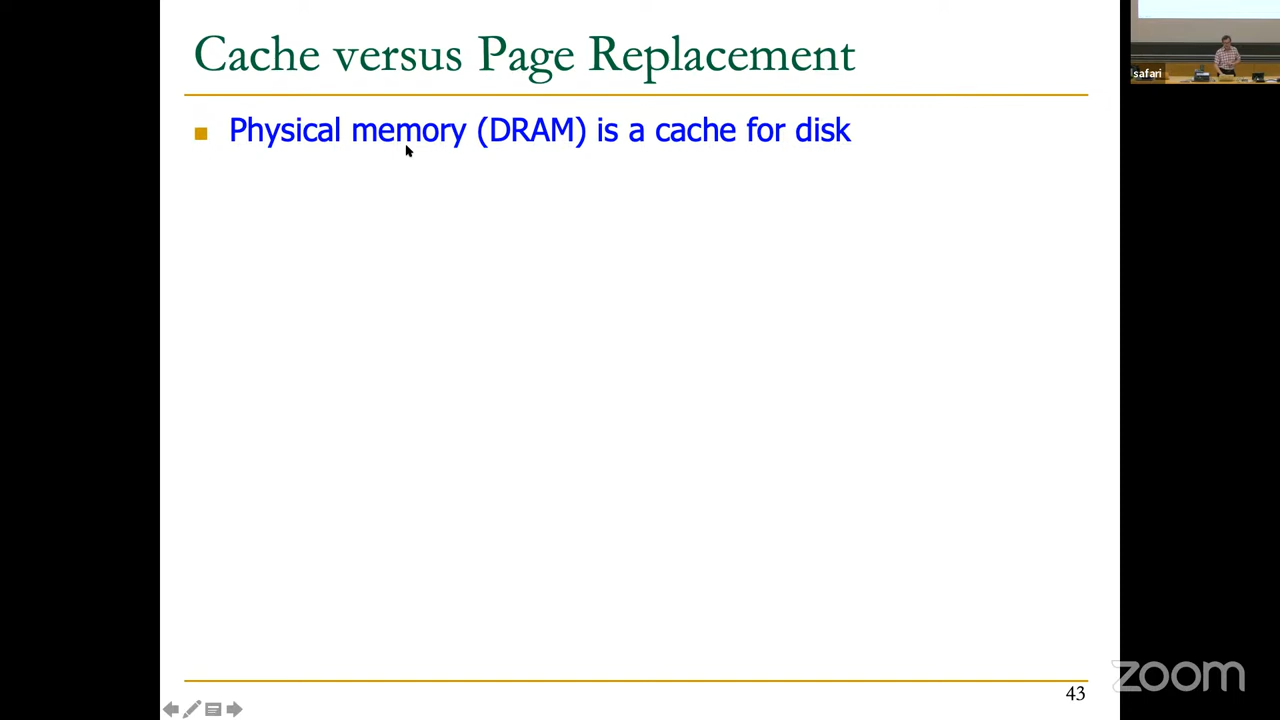 Cache versus Page Replacement
Physical memory (DRAM) is a cache for disk
safari
43
zoom